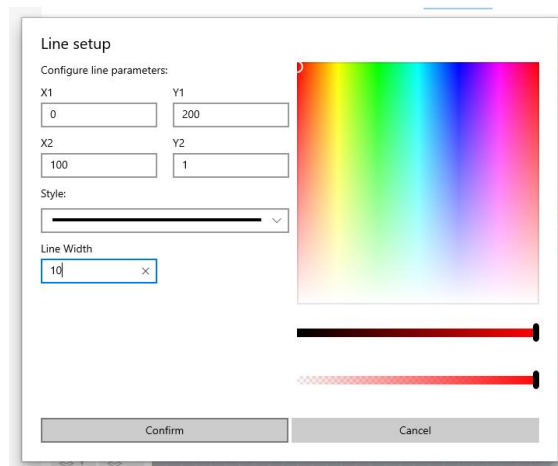 Line setup
Configure line parameters:
X1 Y1
0 200
X2 Y2
100 1
Style:
Line Width
10
Confirm Cancel